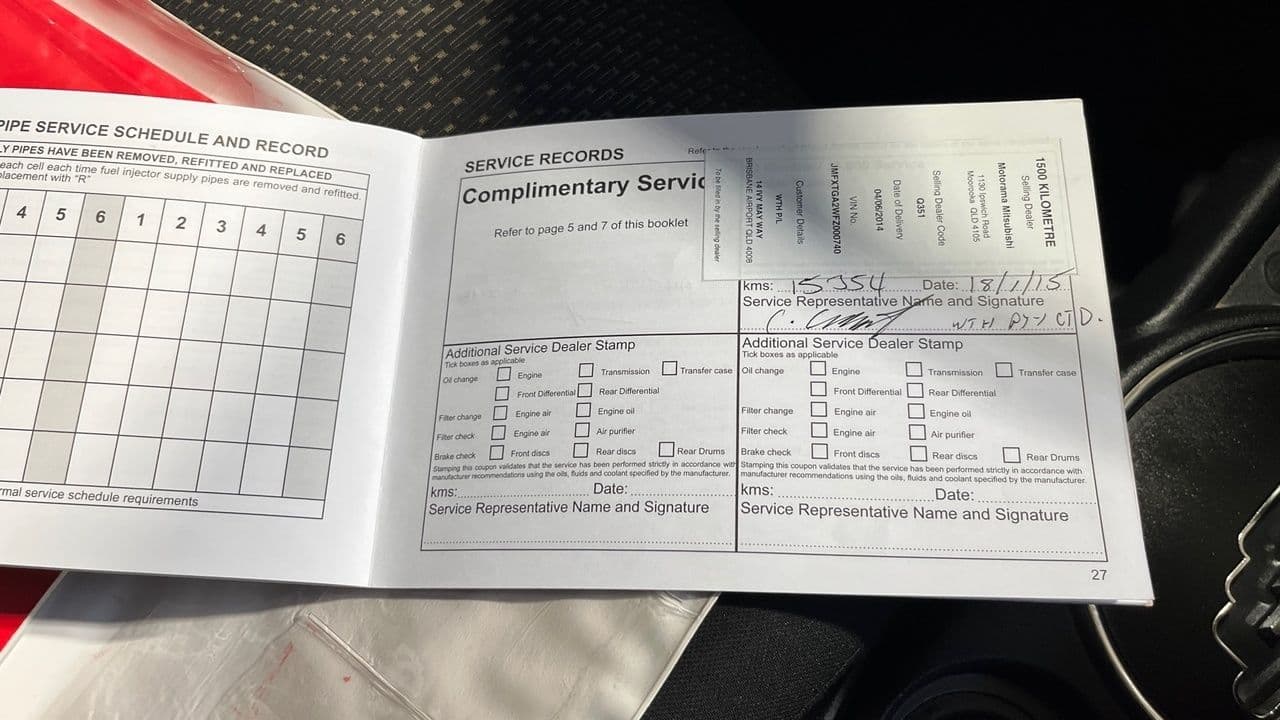 PIPE SERVICE SCHEDULE AND RECORD
LY PIPES HAVE BEEN REMOVED, REFITTED AND REPLACED
each cell each time fuel injector supply pipes are removed and refitted.
placement with "R"
4 5 6 1 2 3 4 5 6
rmal service schedule requirements
SERVICE RECORDS
Complimentary Servic
Refer to page 5 and 7 of this booklet
1500 KILOMETRE
Selling Dealer
Motorama Mitsubishi
1130 Ipswich Road
Moorooka QLD 4105
Selling Dealer Code
Q351
Date of Delivery
04/06/2014
VIN No.
JMFXTGA2WFZ000740
Customer Details
WTH P/L
14 IVY MAY WAY
BRISBANE AIRPORT QLD 4008
To be filled in by the selling dealer
kms: 15354 Date: 18/1/15
Service Representative Name and Signature
WTH PTY LTD.
Additional Service Dealer Stamp
Tick boxes as applicable
Oil change Engine Transmission Transfer case
Front Differential Rear Differential
Filter change Engine air Engine oil
Filter check Engine air Air purifier
Brake check Front discs Rear discs Rear Drums
Stamping this coupon validates that the service has been performed strictly in accordance with
manufacturer recommendations using the oils, fluids and coolant specified by the manufacturer.
kms: Date:
Service Representative Name and Signature
Additional Service Dealer Stamp
Tick boxes as applicable
Oil change Engine Transmission Transfer case
Front Differential Rear Differential
Filter change Engine air Engine oil
Filter check Engine air Air purifier
Brake check Front discs Rear discs Rear Drums
Stamping this coupon validates that the service has been performed strictly in accordance with
manufacturer recommendations using the oils, fluids and coolant specified by the manufacturer.
kms: Date:
Service Representative Name and Signature
27